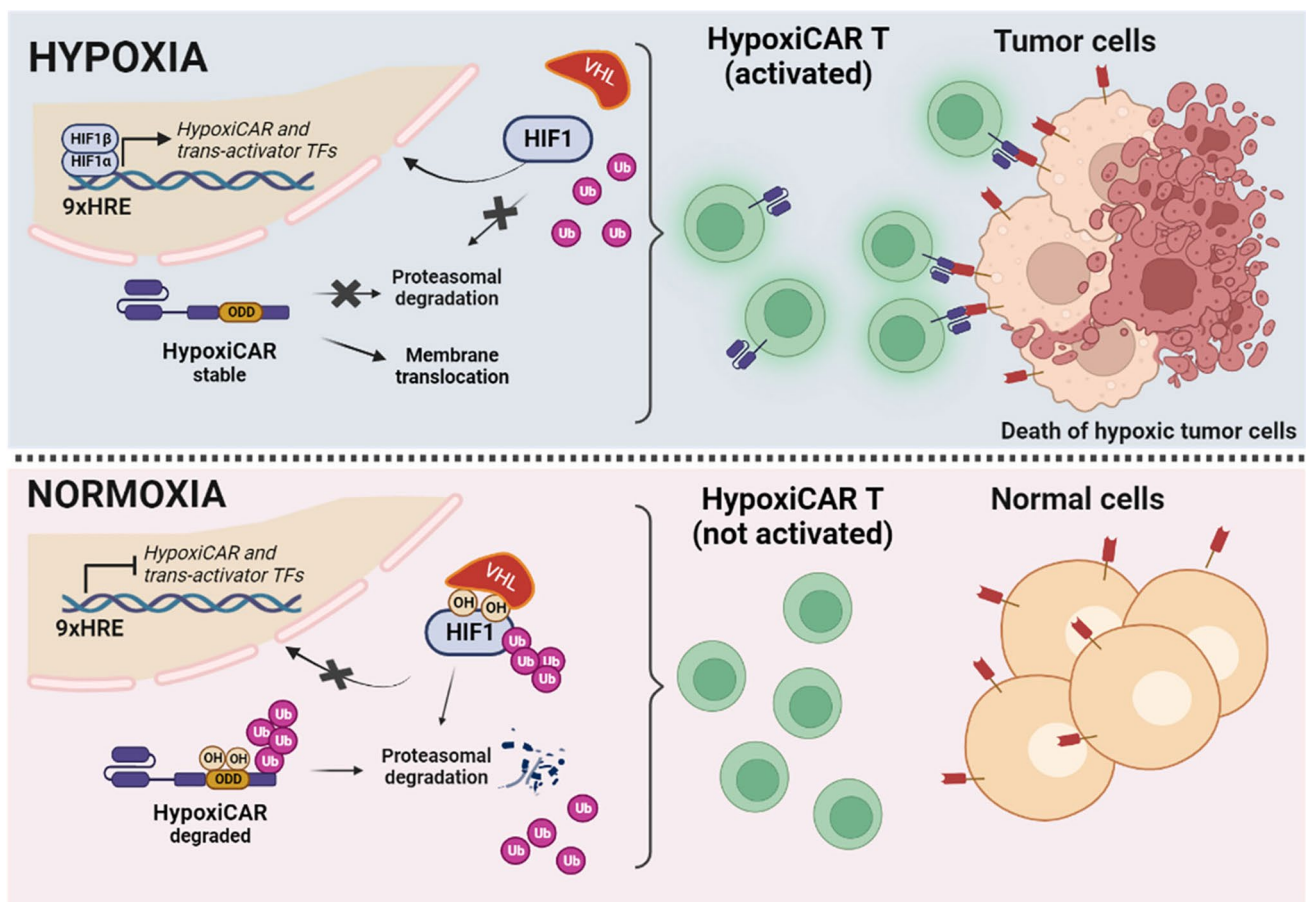 HYPOXIA
HIF1β
HIF1α
HypoxiCAR and
trans-activator TFs
9xHRE
VHL
HIF1
Ub
Ub
Ub
Ub
Proteasomal
degradation
ODD
HypoxiCAR
stable
Membrane
translocation
HypoxiCAR T
(activated)
Tumor cells
Death of hypoxic tumor cells
NORMOXIA
HypoxiCAR and
trans-activator TFs
9xHRE
VHL
OH
OH
HIF1
Ub
Ub
Ub
Ub
Ub
Ub
Ub
Ub
OH
OH
ODD
HypoxiCAR
degraded
Proteasomal
degradation
Ub
Ub
Ub
Ub
HypoxiCAR T
(not activated)
Normal cells